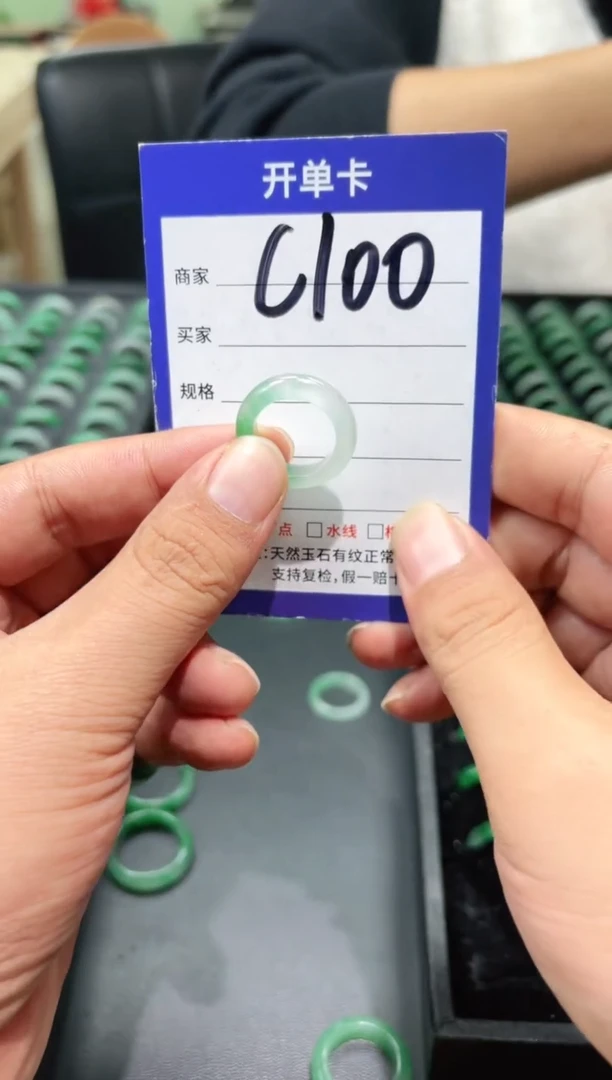 开单卡
商家 C100
买家
规格
点 □水线 □
:天然玉石有纹正常
支持复检,假一赔十